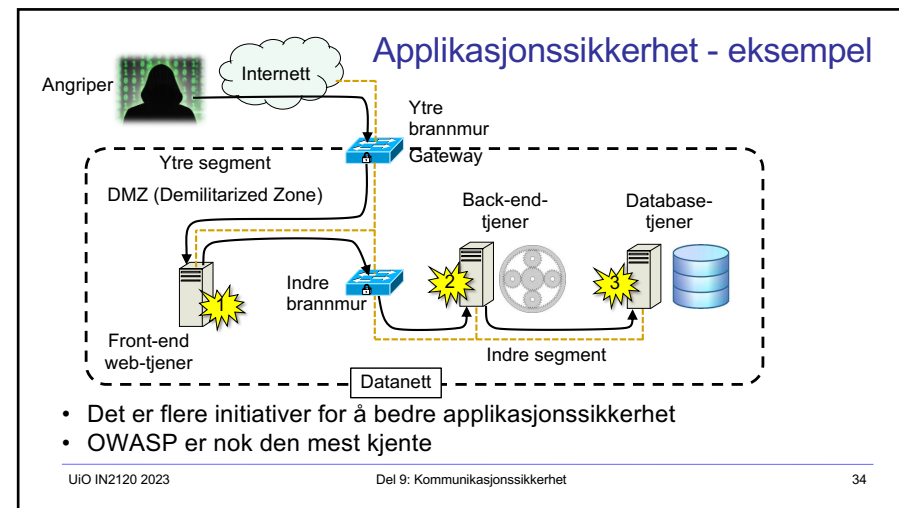 Applikasjonssikkerhet - eksempel
Internett
Angriper
Ytre
brannmur
Gateway
Ytre segment
DMZ (Demilitarized Zone)
Back-end-
tjener
Database-
tjener
Indre
brannmur
1
2
3
Front-end
web-tjener
Indre segment
Datanett
• Det er flere initiativer for å bedre applikasjonssikkerhet
• OWASP er nok den mest kjente
UiO IN2120 2023
Del 9: Kommunikasjonssikkerhet
34